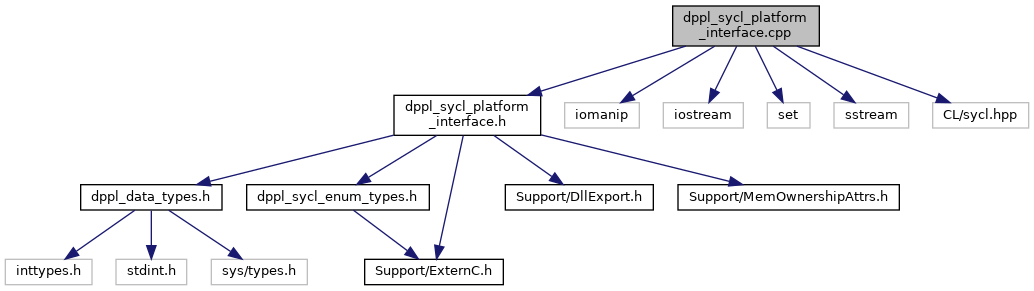 dppl_sycl_platform
_interface.cpp
dppl_sycl_platform
_interface.h
iomanip
iostream
set
sstream
CL/sycl.hpp
dppl_data_types.h
dppl_sycl_enum_types.h
Support/DllExport.h
Support/MemOwnershipAttrs.h
inttypes.h
stdint.h
sys/types.h
Support/ExternC.h